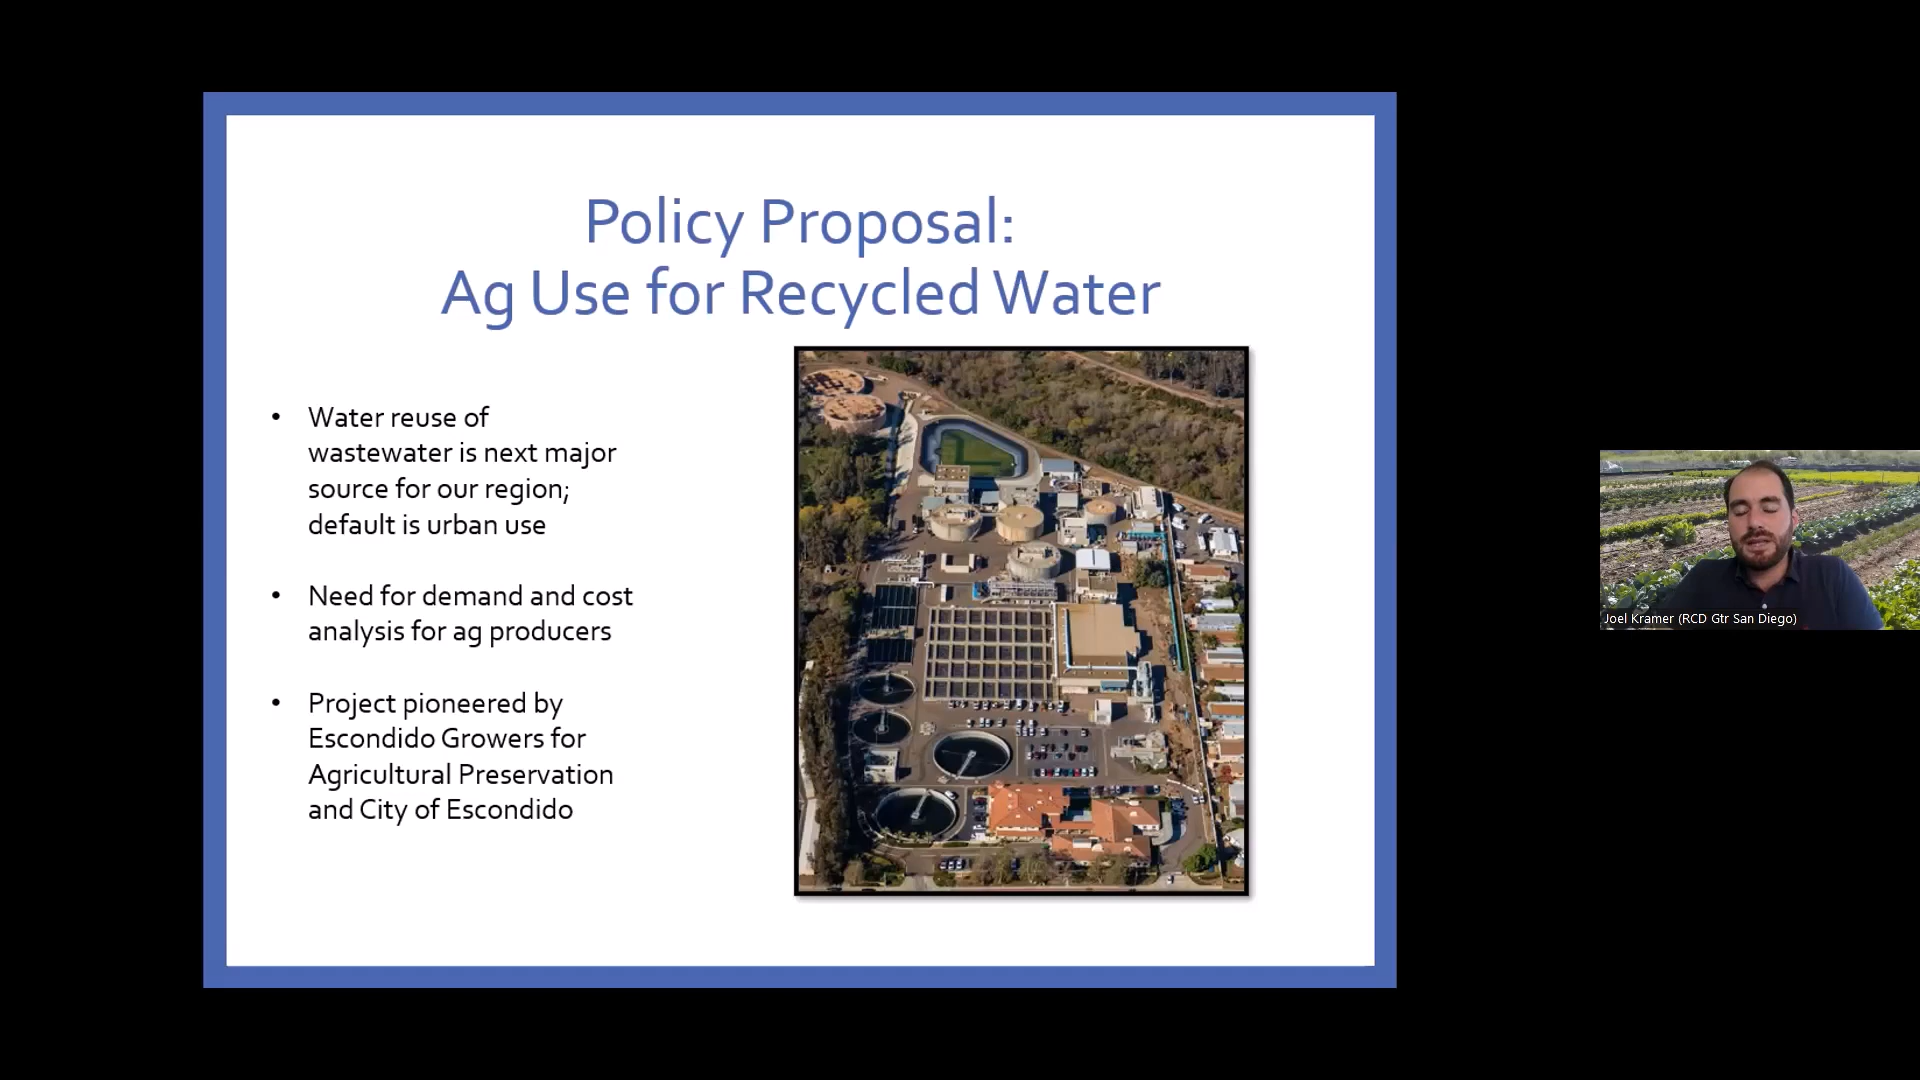 Policy Proposal:
Ag Use for Recycled Water
• Water reuse of
wastewater is next major
source for our region;
default is urban use
• Need for demand and cost
analysis for ag producers
• Project pioneered by
Escondido Growers for
Agricultural Preservation
and City of Escondido
Joel Kramer (RCD Gtr San Diego)